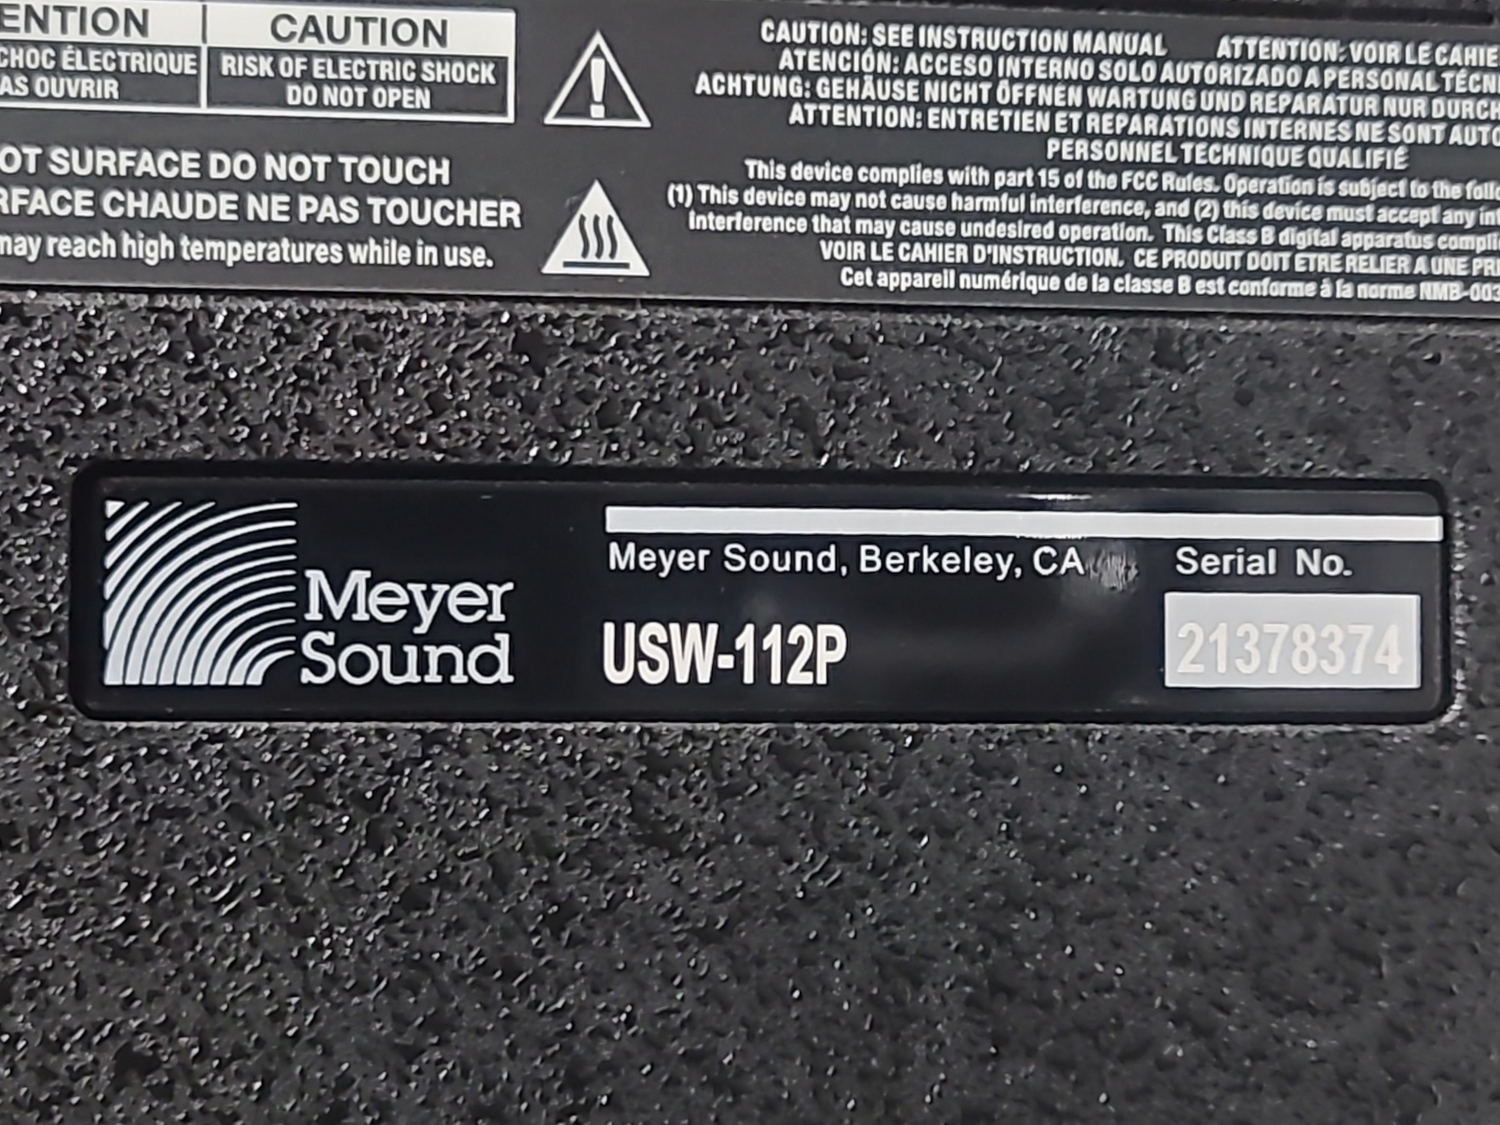 ENTION CAUTION
CHOC ÉLECTRIQUE RISK OF ELECTRIC SHOCK
AS OUVRIR DO NOT OPEN
OT SURFACE DO NOT TOUCH
RFACE CHAUDE NE PAS TOUCHER
may reach high temperatures while in use.
CAUTION: SEE INSTRUCTION MANUAL ATTENTION: VOIR LE CAHIE
ATENCIÓN: ACCESO INTERNO SOLO AUTORIZADO A PERSONAL TÉCNI
ACHTUNG: GEHÄUSE NICHT ÖFFNEN WARTUNG UND REPARATUR NUR DURCH
ATTENTION: ENTRETIEN ET REPARATIONS INTERNES NE SONT AUTO
PERSONNEL TECHNIQUE QUALIFIÉ
This device complies with part 15 of the FCC Rules. Operation is subject to the follo
(1) This device may not cause harmful interference, and (2) this device must accept any int
Interference that may cause undesired operation. This Class B digital apparatus compli
VOIR LE CAHIER D'INSTRUCTION. CE PRODUIT DOIT ETRE RELIER A UNE PRI
Cet appareil numérique de la classe B est conforme à la norme NMB-003
Meyer
Sound
Meyer Sound, Berkeley, CA
USW-112P
Serial No.
21378374